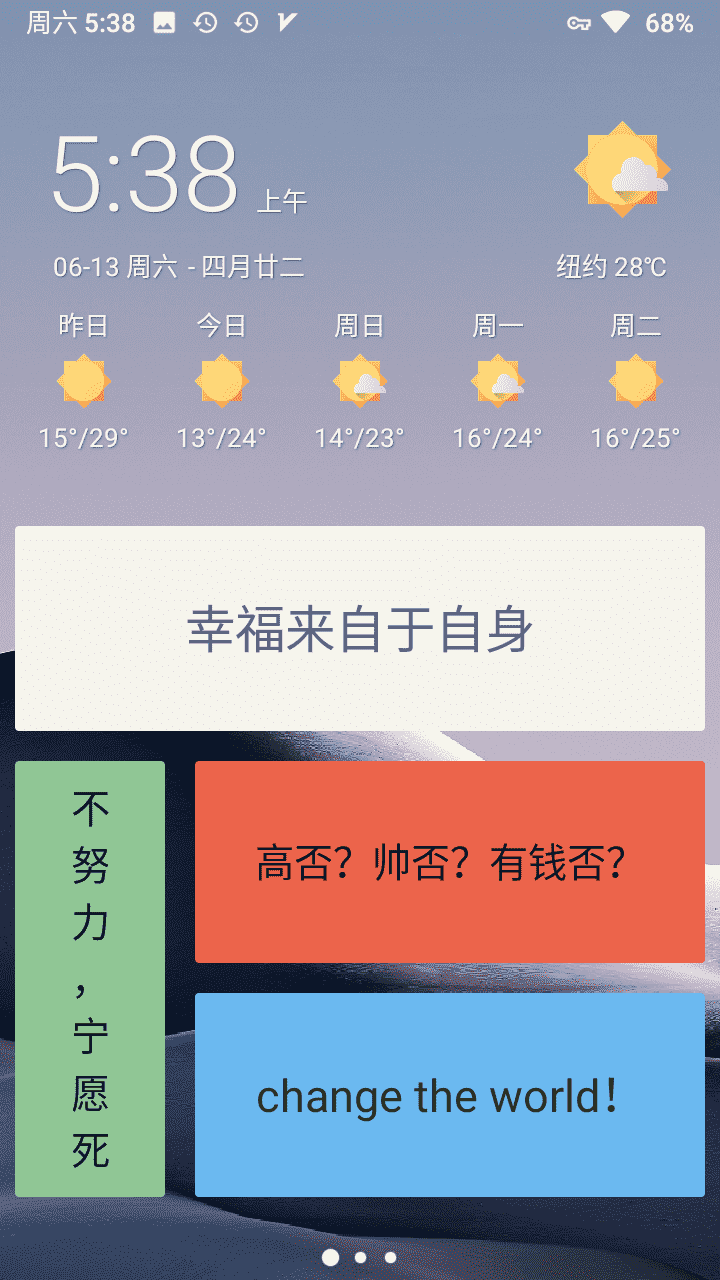 周六 5:38
68%
5:38 上午
06-13 周六 - 四月廿二
纽约 28℃
昨日 今日 周日 周一 周二
15°/29° 13°/24° 14°/23° 16°/24° 16°/25°
幸福来自于自身
不努力，宁愿死
高否？帅否？有钱否？
change the world！